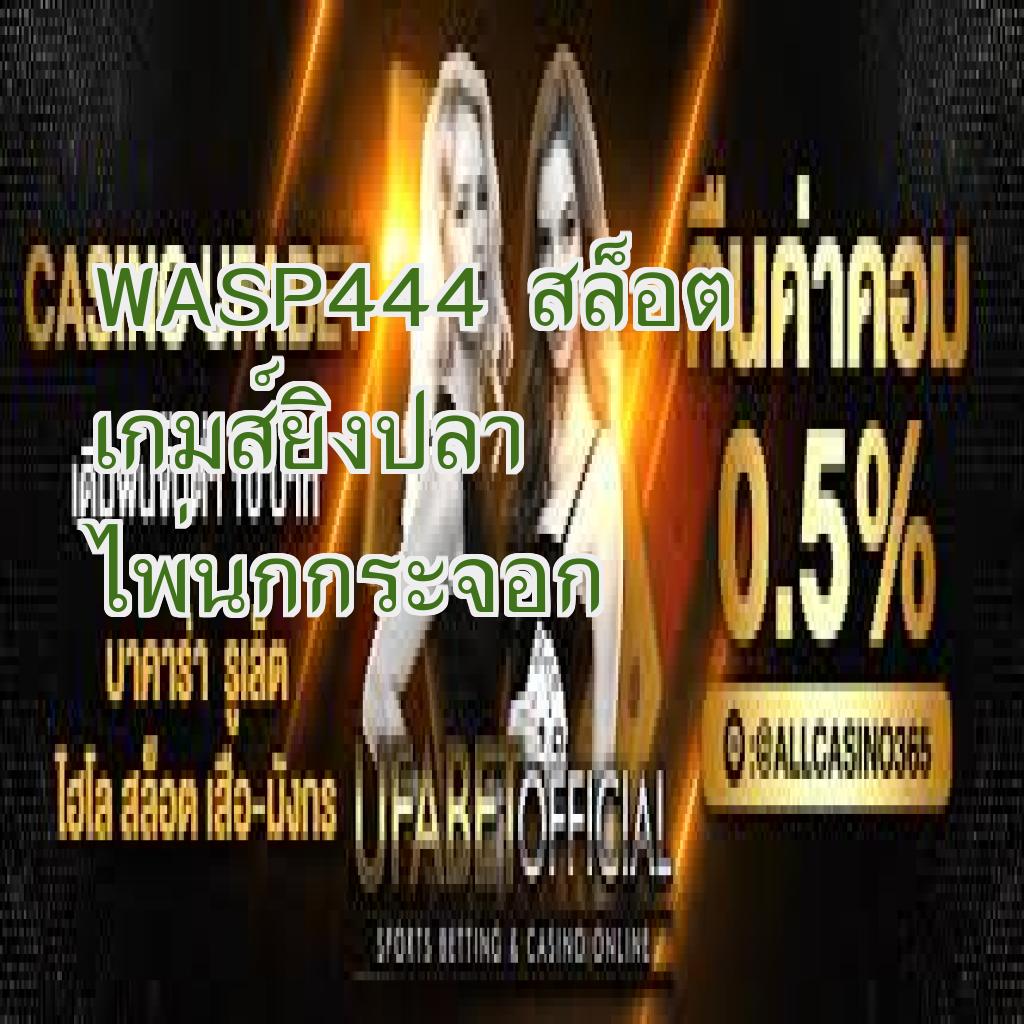 CASINO UFABET
คืนค่าคอม
WASP444 สล็อต
เกมส์ยิงปลา
ไพ่นกกระจอก
0.5%
บาคาร่า รูเล็ต
ไฮโล สล็อต เสือ-มังกร
:@ALLCASINO365
UFABET OFFICIAL
SPORTS BETTING & CASINO ONLINE